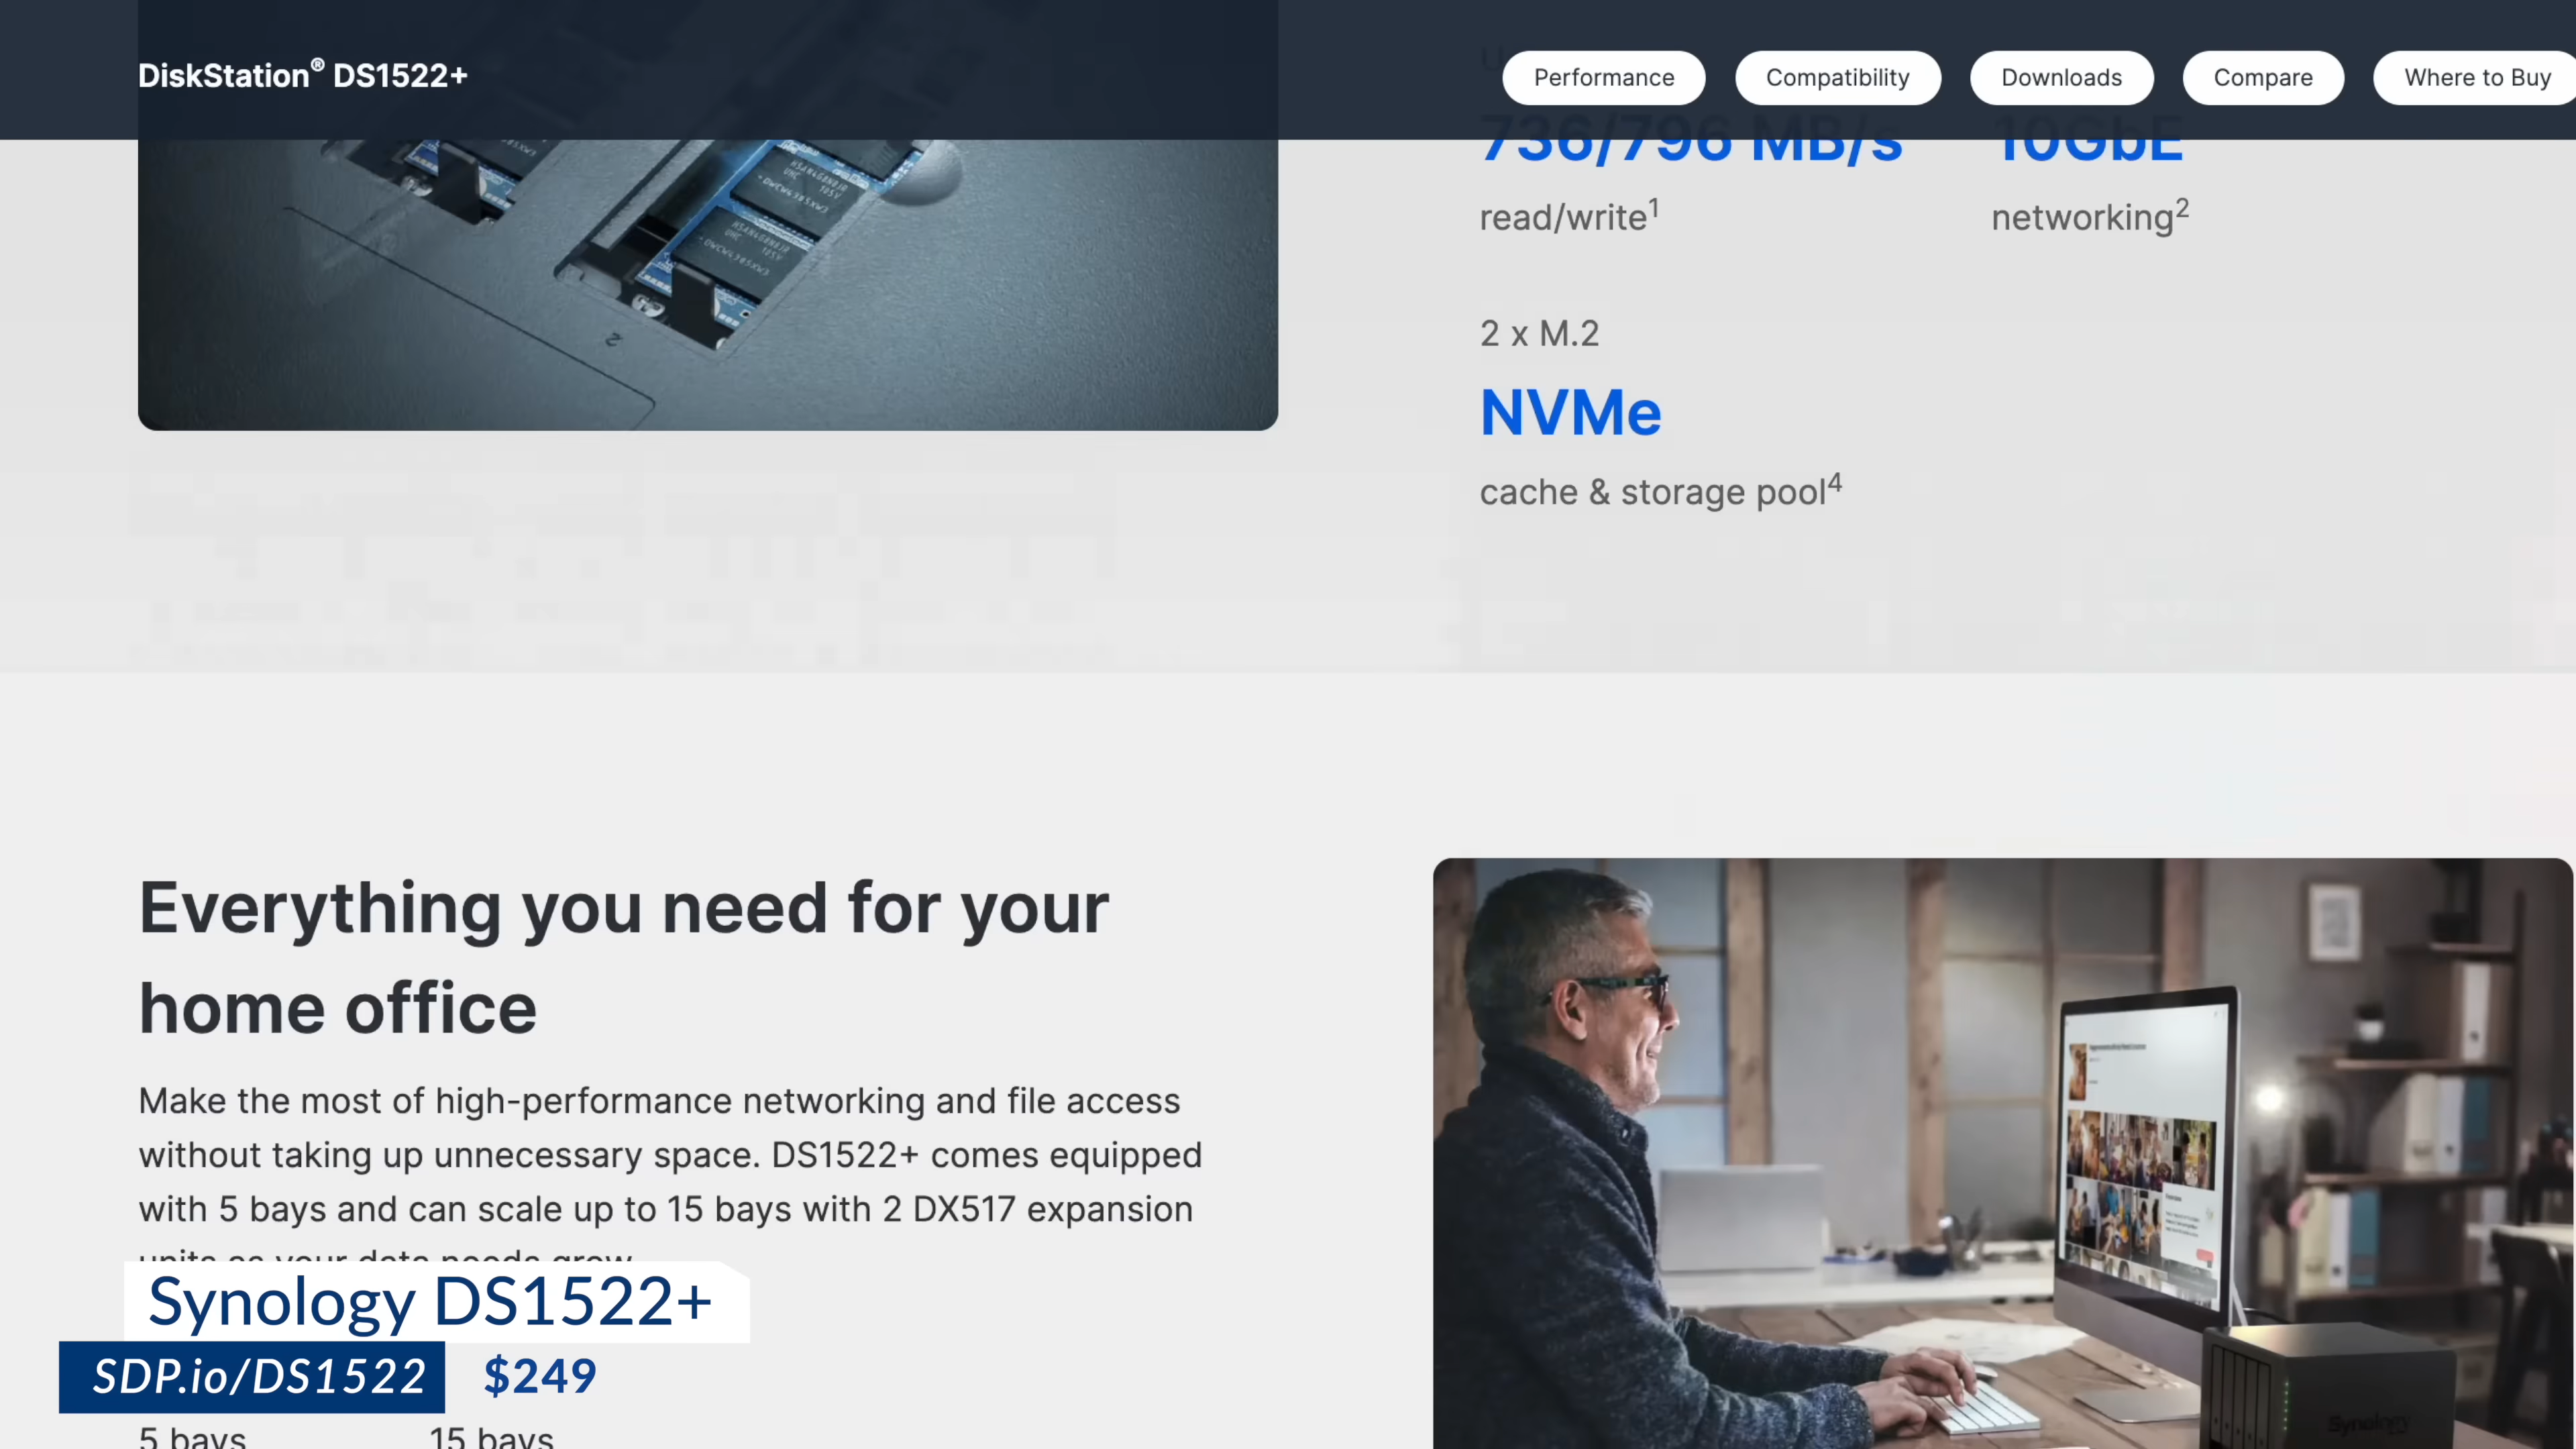 DiskStation® DS1522+
Performance
Compatibility
Downloads
Compare
Where to Buy
736/796 MB/s
10GbE
read/write1
networking2
2 x M.2
NVMe
cache & storage pool4
2
Everything you need for your
home office
Make the most of high-performance networking and file access
without taking up unnecessary space. DS1522+ comes equipped
with 5 bays and can scale up to 15 bays with 2 DX517 expansion
units as your data needs grow
Synology DS1522+
SDP.io/DS1522
$249
5 bays
15 bays
Synology